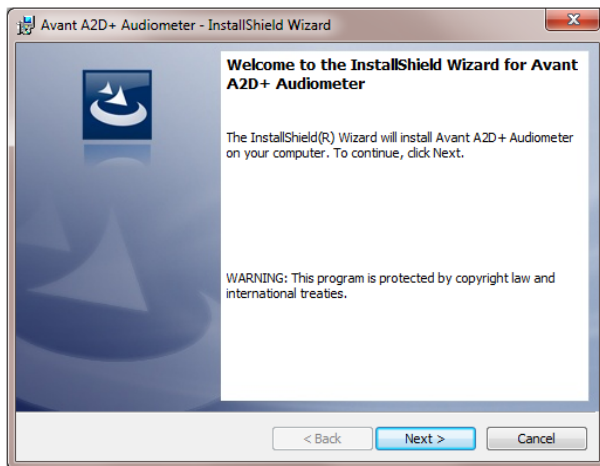 Avant A2D+ Audiometer - InstallShield Wizard
Welcome to the InstallShield Wizard for Avant
A2D+ Audiometer
The InstallShield(R) Wizard will install Avant A2D+ Audiometer
on your computer. To continue, click Next.
WARNING: This program is protected by copyright law and
international treaties.
< Back Next > Cancel